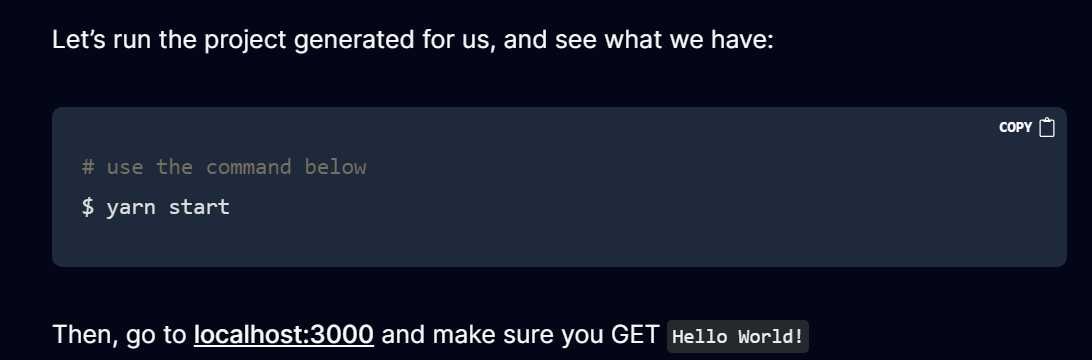 Let’s run the project generated for us, and see what we have:
COPY
# use the command below
$ yarn start
Then, go to localhost:3000 and make sure you GET Hello World!